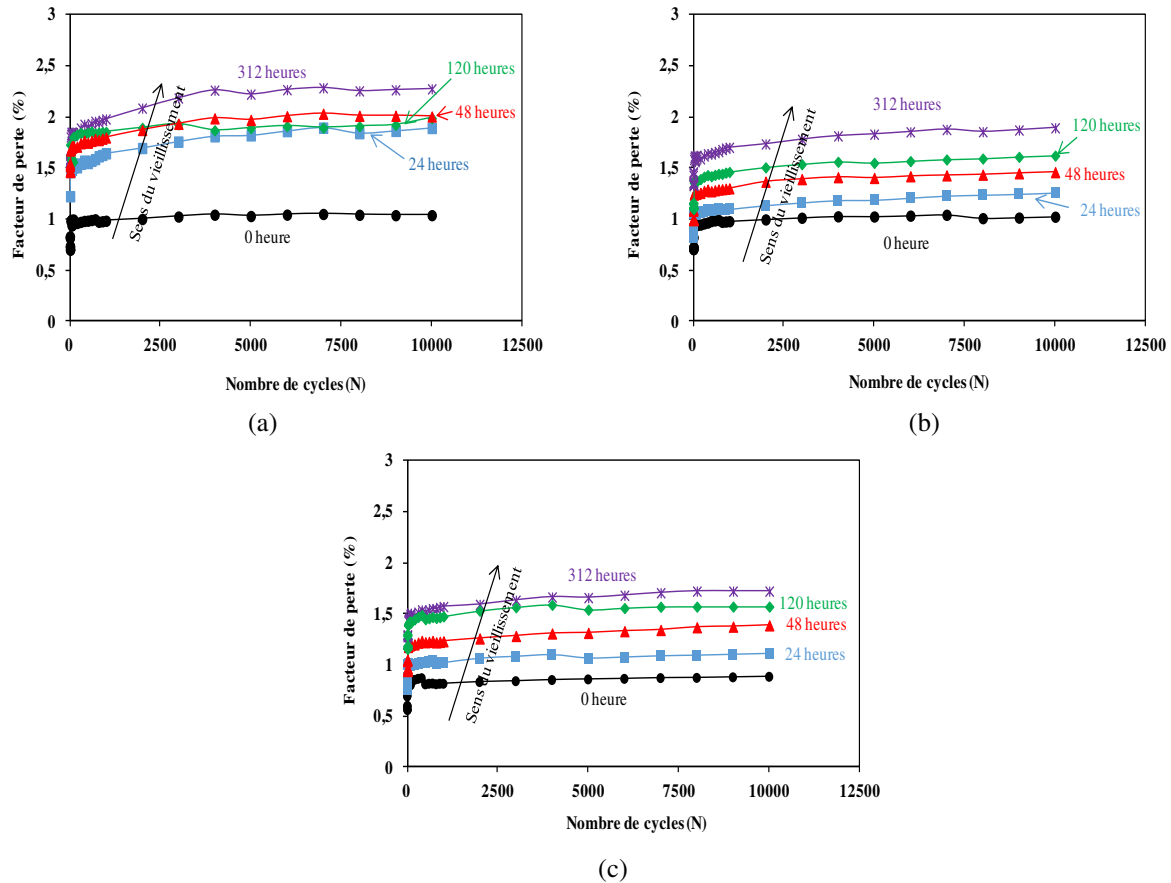 3
2,5
2
1,5
1
0,5
0
0
2500
5000
7500
10000
12500
Facteur de perte (%)
Nombre de cycles (N)
312 heures
120 heures
48 heures
24 heures
0 heure
Sens du vieillissement
(a)
3
2,5
2
1,5
1
0,5
0
0
2500
5000
7500
10000
12500
Facteur de perte (%)
Nombre de cycles (N)
312 heures
120 heures
48 heures
24 heures
0 heure
Sens du vieillissement
(b)
3
2,5
2
1,5
1
0,5
0
0
2500
5000
7500
10000
12500
Facteur de perte (%)
Nombre de cycles (N)
312 heures
120 heures
48 heures
24 heures
0 heure
Sens du vieillissement
(c)